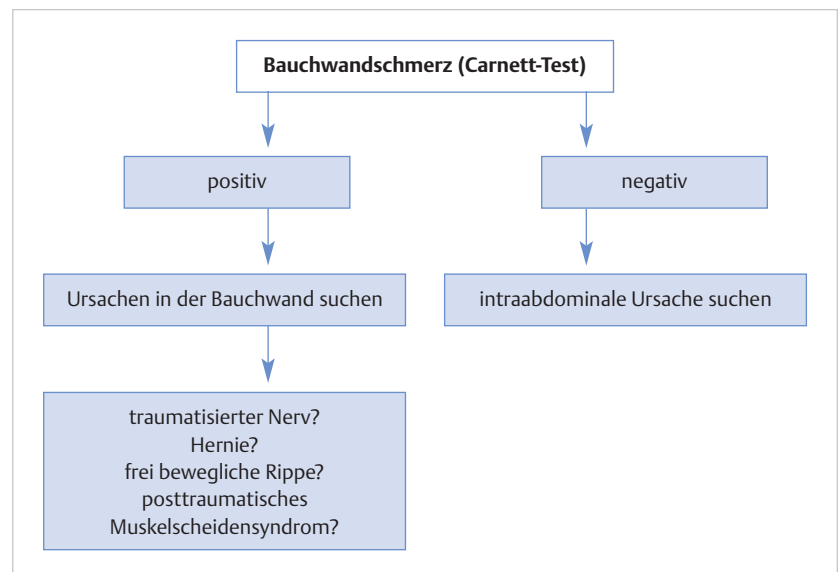 Bauchwandschmerz (Carnett-Test)
positiv
negativ
Ursachen in der Bauchwand suchen
intraabdominale Ursache suchen
traumatisierter Nerv?
Hernie?
frei bewegliche Rippe?
posttraumatisches
Muskelscheidensyndrom?